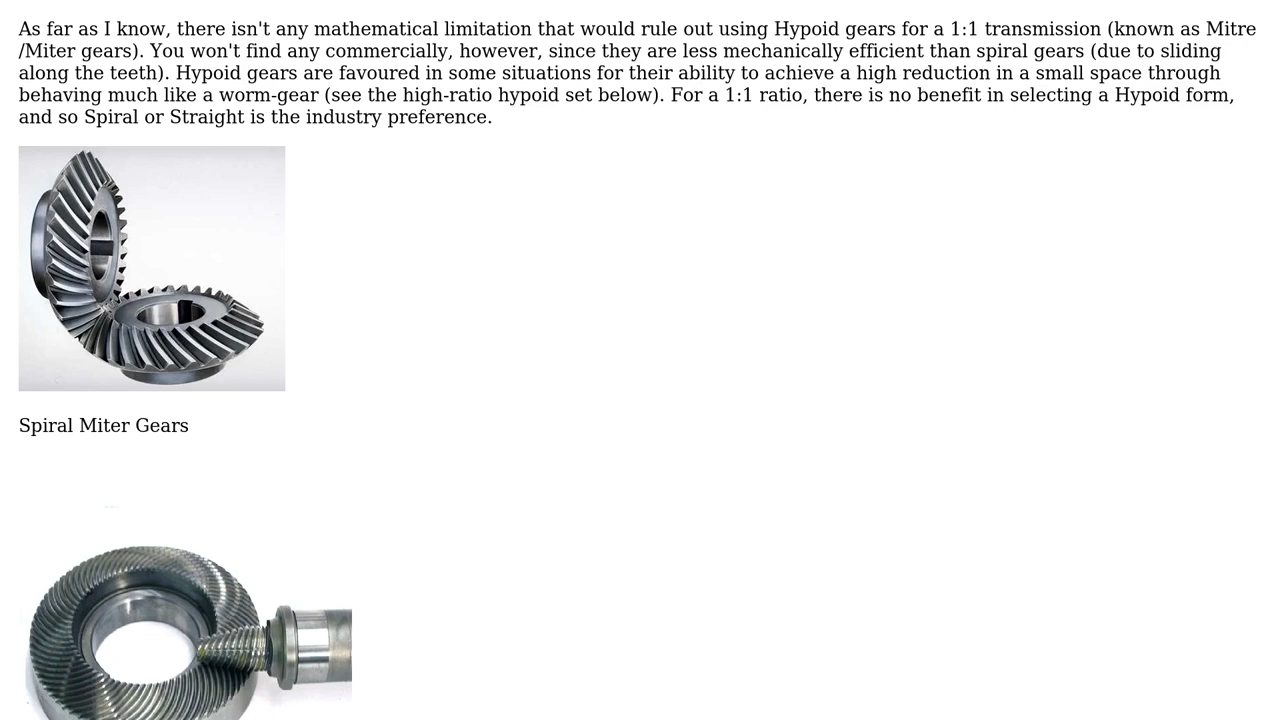 As far as I know, there isn't any mathematical limitation that would rule out using Hypoid gears for a 1:1 transmission (known as Mitre
/Miter gears). You won't find any commercially, however, since they are less mechanically efficient than spiral gears (due to sliding
along the teeth). Hypoid gears are favoured in some situations for their ability to achieve a high reduction in a small space through
behaving much like a worm-gear (see the high-ratio hypoid set below). For a 1:1 ratio, there is no benefit in selecting a Hypoid form,
and so Spiral or Straight is the industry preference.
Spiral Miter Gears